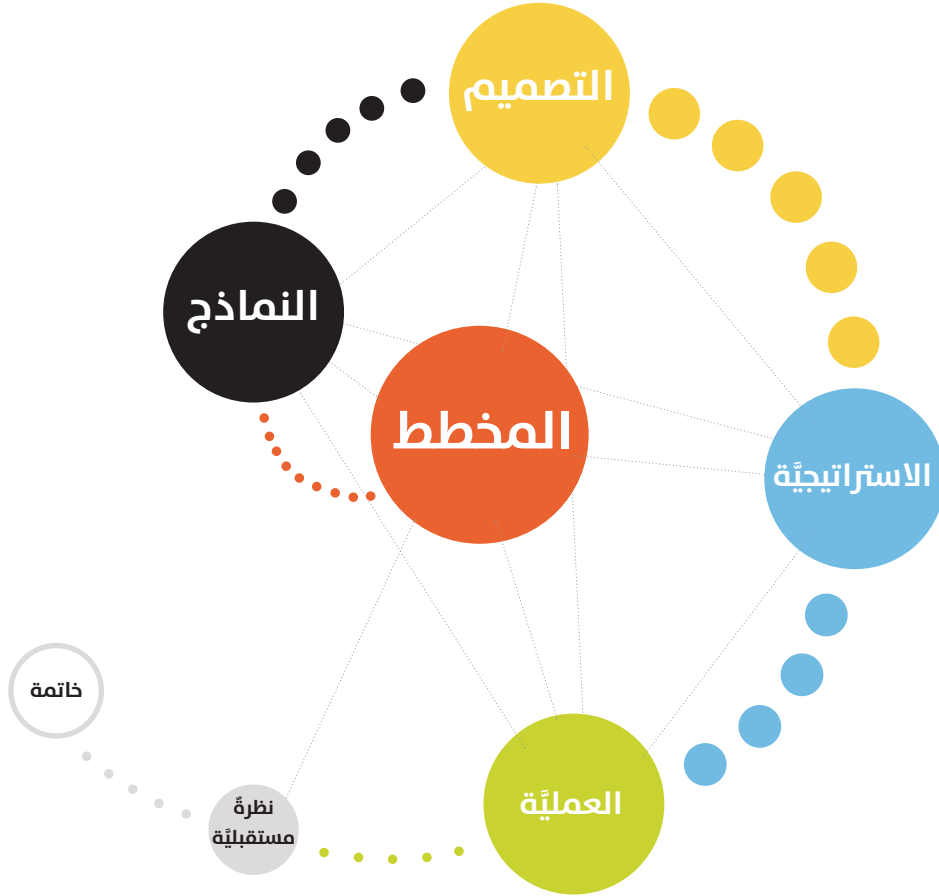 التصميم
النماذج
المخطط
الاستراتيجيَّة
خاتمة
العمليَّة
نظرةٌ
مستقبليَّة